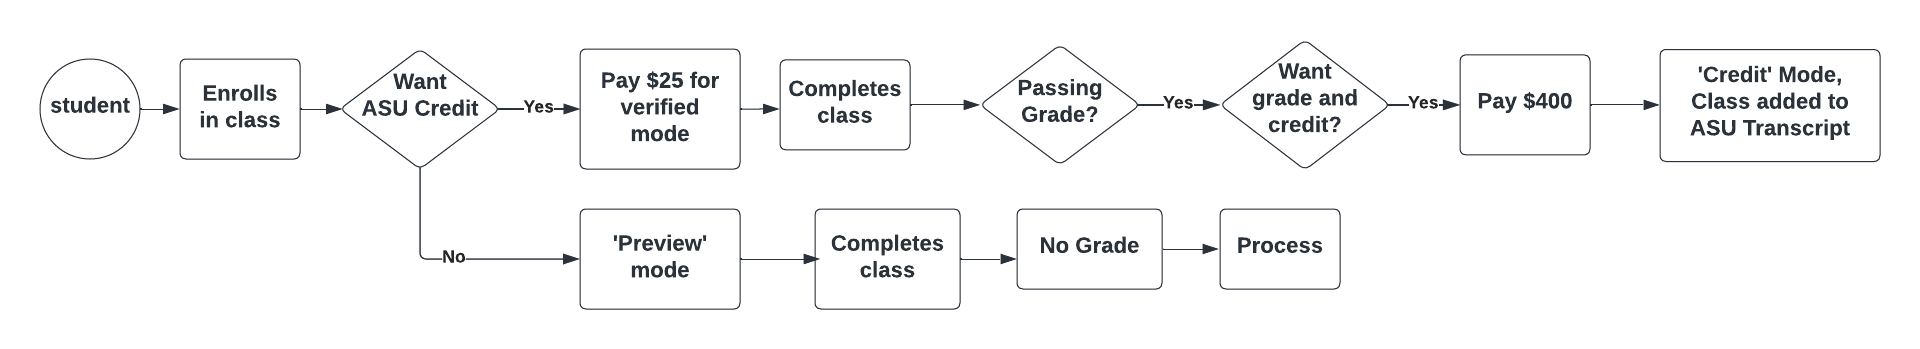 student
Enrolls
in class
Want
ASU Credit
Yes
Pay $25 for
verified
mode
Completes
class
Passing
Grade?
Yes
Want
grade and
credit?
Yes
Pay $400
'Credit' Mode,
Class added to
ASU Transcript
No
'Preview'
mode
Completes
class
No Grade
Process